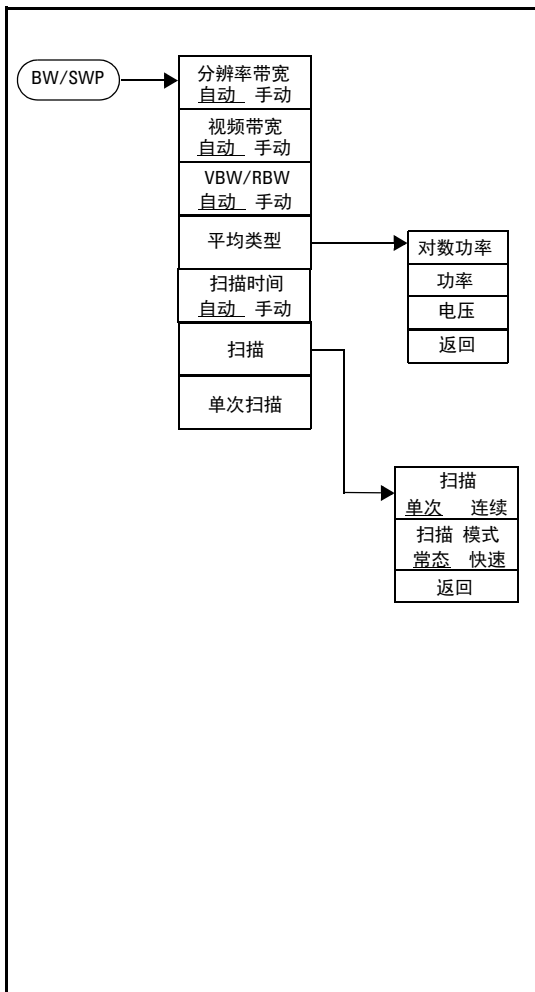 BW/SWP
分辨率带宽
自动 手动
视频带宽
自动 手动
VBW/RBW
自动 手动
平均类型
扫描时间
自动 手动
扫描
单次扫描
对数功率
功率
电压
返回
扫描
单次 连续
扫描 模式
常态 快速
返回